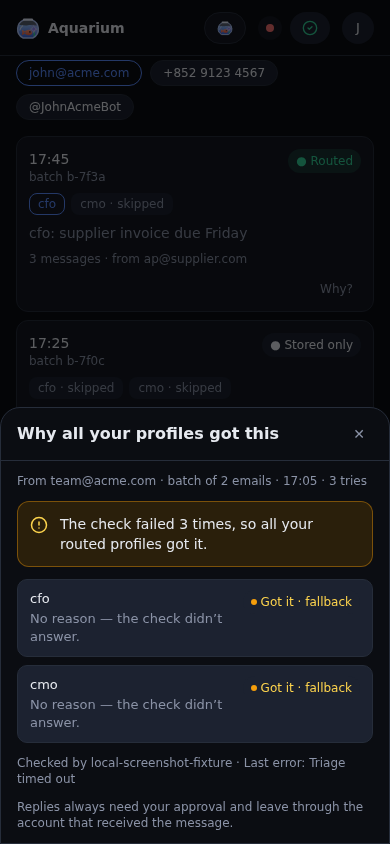 Aquarium
J
john@acme.com
+852 9123 4567
@JohnAcmeBot
17:45
Routed
batch b-7f3a
cfo
cmo · skipped
cfo: supplier invoice due Friday
3 messages · from ap@supplier.com
Why?
17:25
Stored only
batch b-7f0c
cfo · skipped
cmo · skipped
Why all your profiles got this
×
From team@acme.com · batch of 2 emails · 17:05 · 3 tries
The check failed 3 times, so all your
routed profiles got it.
cfo
Got it · fallback
No reason — the check didn’t
answer.
cmo
Got it · fallback
No reason — the check didn’t
answer.
Checked by local-screenshot-fixture · Last error: Triage
timed out
Replies always need your approval and leave through the
account that received the message.